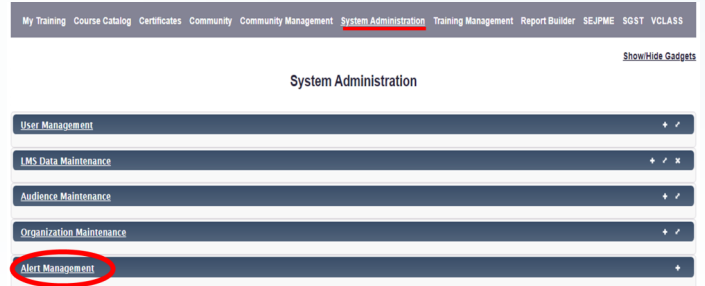 My Training Course Catalog Certificates Community Community Management System Administration Training Management Report Builder SEJPME SGST VCLASS
Show/Hide Gadgets
System Administration
User Management
LMS Data Maintenance
Audience Maintenance
Organization Maintenance
Alert Management